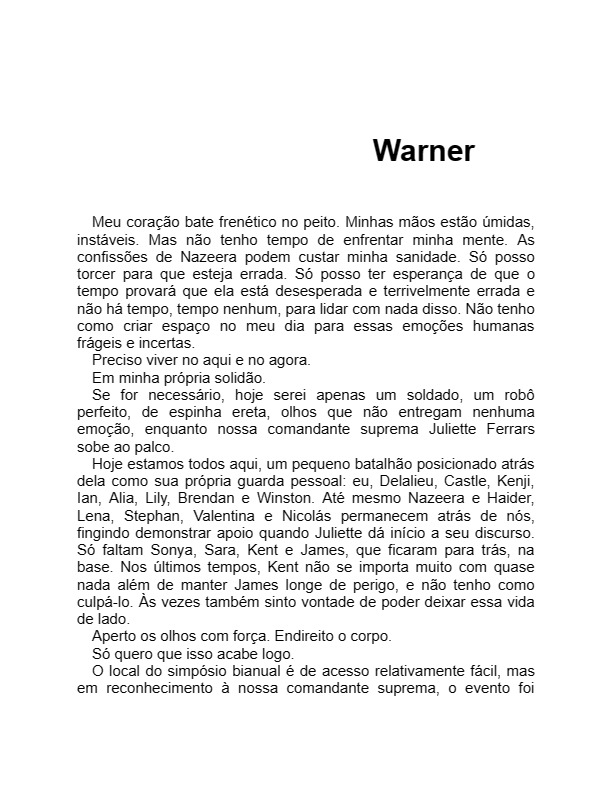 Warner
Meu coração bate frenético no peito. Minhas mãos estão úmidas,
instáveis. Mas não tenho tempo de enfrentar minha mente. As
confissões de Nazeera podem custar minha sanidade. Só posso
torcer para que esteja errada. Só posso ter esperança de que o
tempo provará que ela está desesperada e terrivelmente errada e
não há tempo, tempo nenhum, para lidar com nada disso. Não tenho
como criar espaço no meu dia para essas emoções humanas
frágeis e incertas.
Preciso viver no aqui e no agora.
Em minha própria solidão.
Se for necessário, hoje serei apenas um soldado, um robô
perfeito, de espinha ereta, olhos que não entregam nenhuma
emoção, enquanto nossa comandante suprema Juliette Ferrars
sobe ao palco.
Hoje estamos todos aqui, um pequeno batalhão posicionado atrás
dela como sua própria guarda pessoal: eu, Delalieu, Castle, Kenji,
Ian, Alia, Lily, Brendan e Winston. Até mesmo Nazeera e Haider,
Lena, Stephan, Valentina e Nicolás permanecem atrás de nós,
fingindo demonstrar apoio quando Juliette dá início a seu discurso.
Só faltam Sonya, Sara, Kent e James, que ficaram para trás, na
base. Nos últimos tempos, Kent não se importa muito com quase
nada além de manter James longe de perigo, e não tenho como
culpá-lo. Às vezes também sinto vontade de poder deixar essa vida
de lado.
Aperto os olhos com força. Endireito o corpo.
Só quero que isso acabe logo.
O local do simpósio bianual é de acesso relativamente fácil, mas
em reconhecimento à nossa comandante suprema, o evento foi